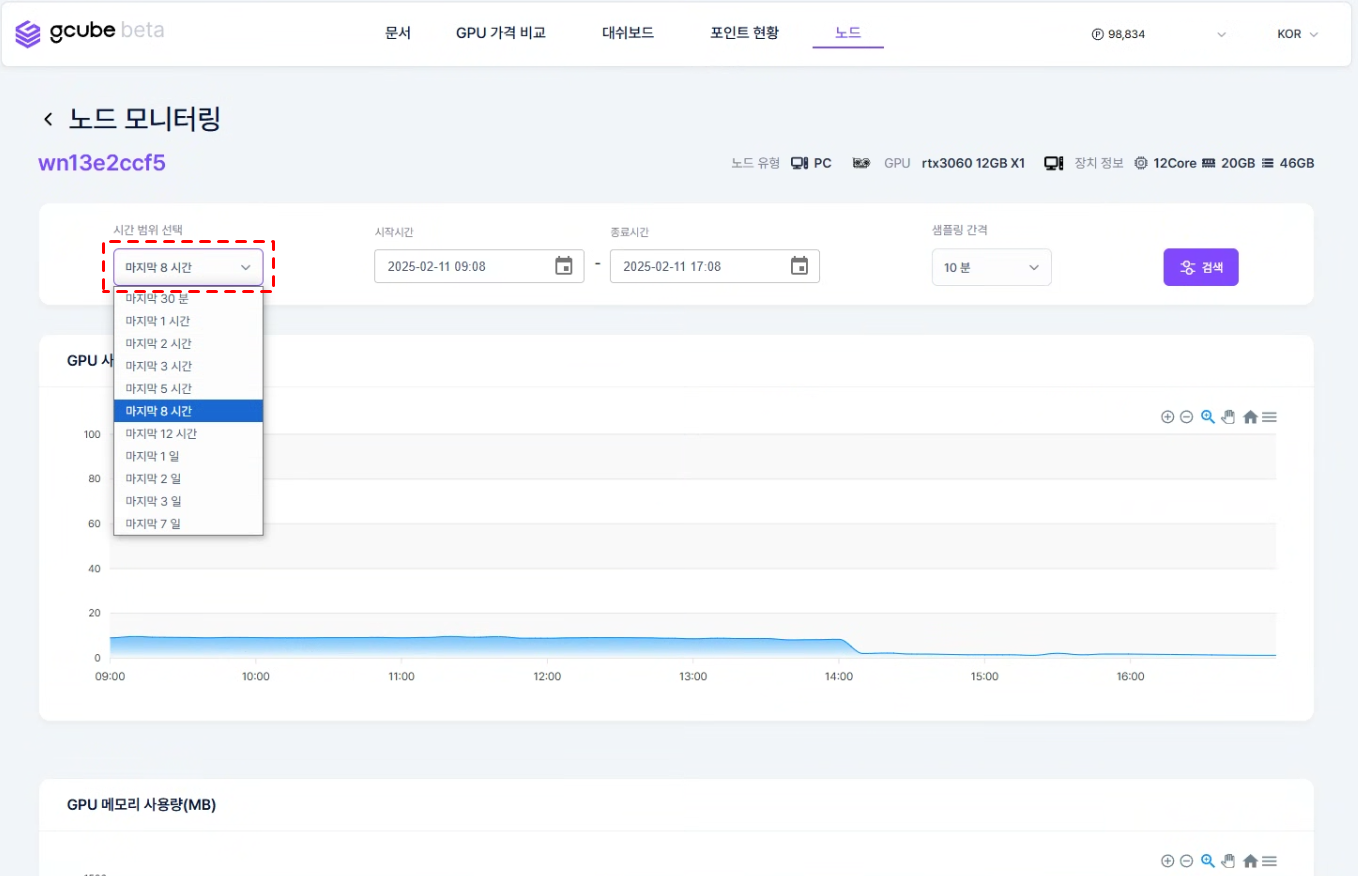 gcube beta
문서 GPU 가격 비교 대쉬보드 포인트 현황 노드 P 98,834 KOR
노드 모니터링
wn13e2ccf5
노드 유형 PC GPU rtx3060 12GB X1 장치 정보 12Core 20GB 46GB
시간 범위 선택 시작시간 종료시간 샘플링 간격
마지막 8 시간 2025-02-11 09:08 - 2025-02-11 17:08 10 분 검색
마지막 30 분
마지막 1 시간
마지막 2 시간
마지막 3 시간
마지막 5 시간
마지막 8 시간
마지막 12 시간
마지막 1 일
마지막 2 일
마지막 3 일
마지막 7 일
GPU 사
100
80
60
40
20
0
09:00 10:00 11:00 12:00 13:00 14:00 15:00 16:00
GPU 메모리 사용량(MB)